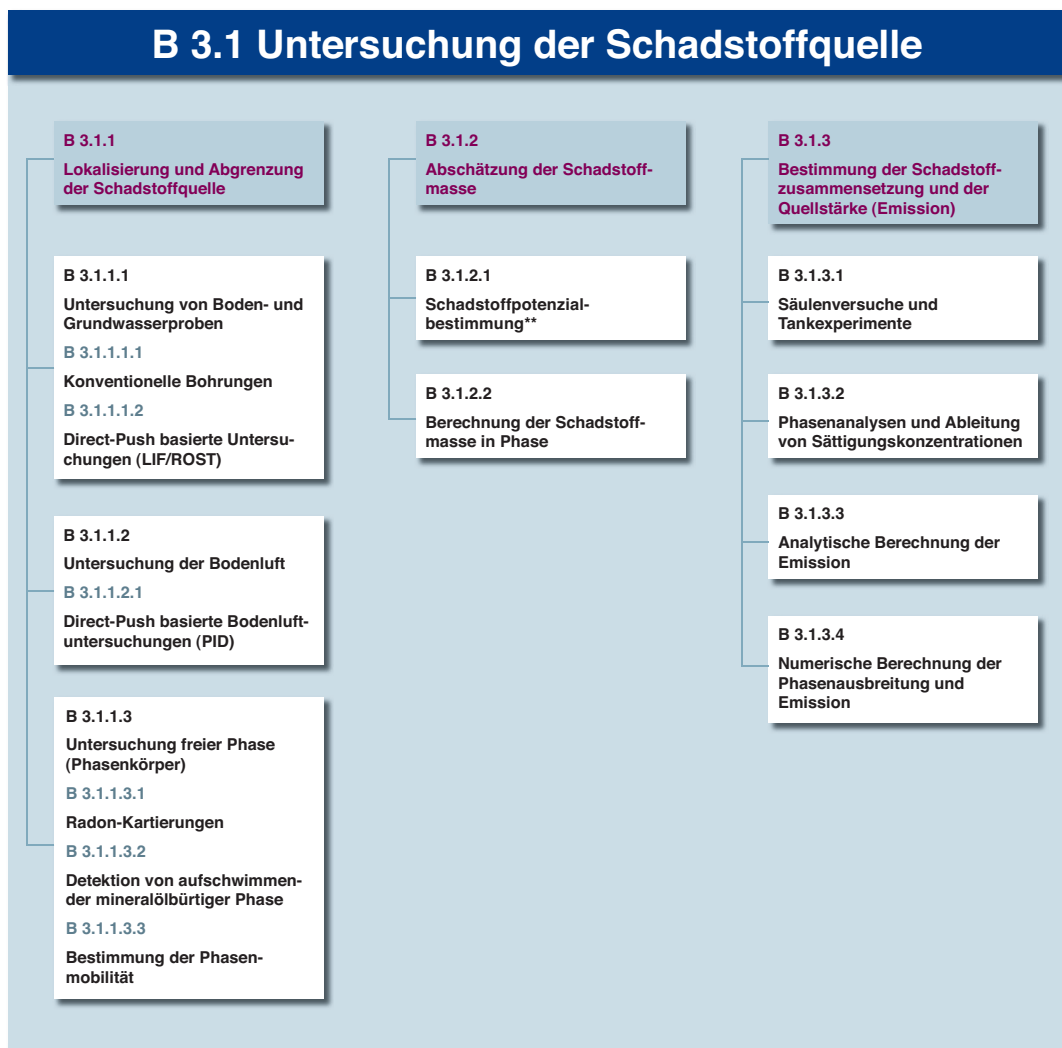 B 3.1 Untersuchung der Schadstoffquelle
B 3.1.1
Lokalisierung und Abgrenzung
der Schadstoffquelle
B 3.1.1.1
Untersuchung von Boden- und
Grundwasserproben
B 3.1.1.1.1
Konventionelle Bohrungen
B 3.1.1.1.2
Direct-Push basierte Untersu-
chungen (LIF/ROST)
B 3.1.1.2
Untersuchung der Bodenluft
B 3.1.1.2.1
Direct-Push basierte Bodenluft-
untersuchungen (PID)
B 3.1.1.3
Untersuchung freier Phase
(Phasenkörper)
B 3.1.1.3.1
Radon-Kartierungen
B 3.1.1.3.2
Detektion von aufschwimmen-
der mineralölbürtiger Phase
B 3.1.1.3.3
Bestimmung der Phasen-
mobilität
B 3.1.2
Abschätzung der Schadstoff-
masse
B 3.1.2.1
Schadstoffpotenzial-
bestimmung**
B 3.1.2.2
Berechnung der Schadstoff-
masse in Phase
B 3.1.3
Bestimmung der Schadstoff-
zusammensetzung und der
Quellstärke (Emission)
B 3.1.3.1
Säulenversuche und
Tankexperimente
B 3.1.3.2
Phasenanalysen und Ableitung
von Sättigungskonzentrationen
B 3.1.3.3
Analytische Berechnung der
Emission
B 3.1.3.4
Numerische Berechnung der
Phasenausbreitung und
Emission